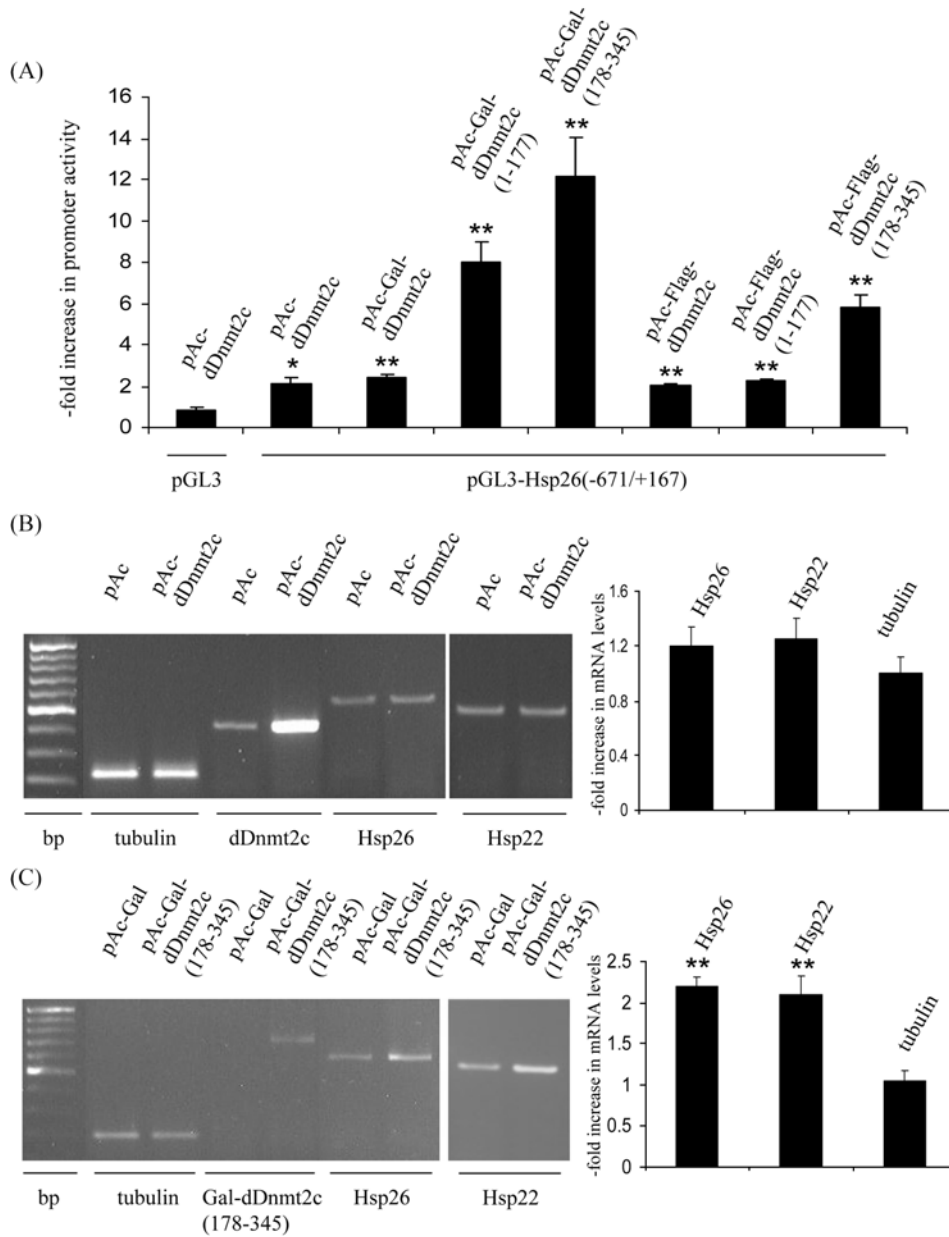 (A)
-fold increase in promoter activity
16
14
12
10
8
6
4
2
0
pAc-
dDnmt2c
pAc-
dDnmt2c
*
pAc-Gal-
dDnmt2c
**
pAc-Gal-
dDnmt2c
(1-177)
**
pAc-Gal-
dDnmt2c
(178-345)
**
pAc-Flag-
dDnmt2c
**
pAc-Flag-
dDnmt2c
(1-177)
**
pAc-Flag-
dDnmt2c
(178-345)
**
pGL3
pGL3-Hsp26(-671/+167)
(B)
pAc
pAc-
dDnmt2c
pAc
pAc-
dDnmt2c
pAc
pAc-
dDnmt2c
pAc
pAc-
dDnmt2c
bp
tubulin
dDnmt2c
Hsp26
Hsp22
-fold increase in mRNA levels
1.6
1.2
0.8
0.4
0
Hsp26
Hsp22
tubulin
(C)
pAc-Gal
pAc-Gal-
dDnmt2c
(178-345)
pAc-Gal
pAc-Gal-
dDnmt2c
(178-345)
pAc-Gal
pAc-Gal-
dDnmt2c
(178-345)
pAc-Gal
pAc-Gal-
dDnmt2c
(178-345)
bp
tubulin
Gal-dDnmt2c
(178-345)
Hsp26
Hsp22
-fold increase in mRNA levels
2.5
2
1.5
1
0.5
0
Hsp26
**
Hsp22
**
tubulin